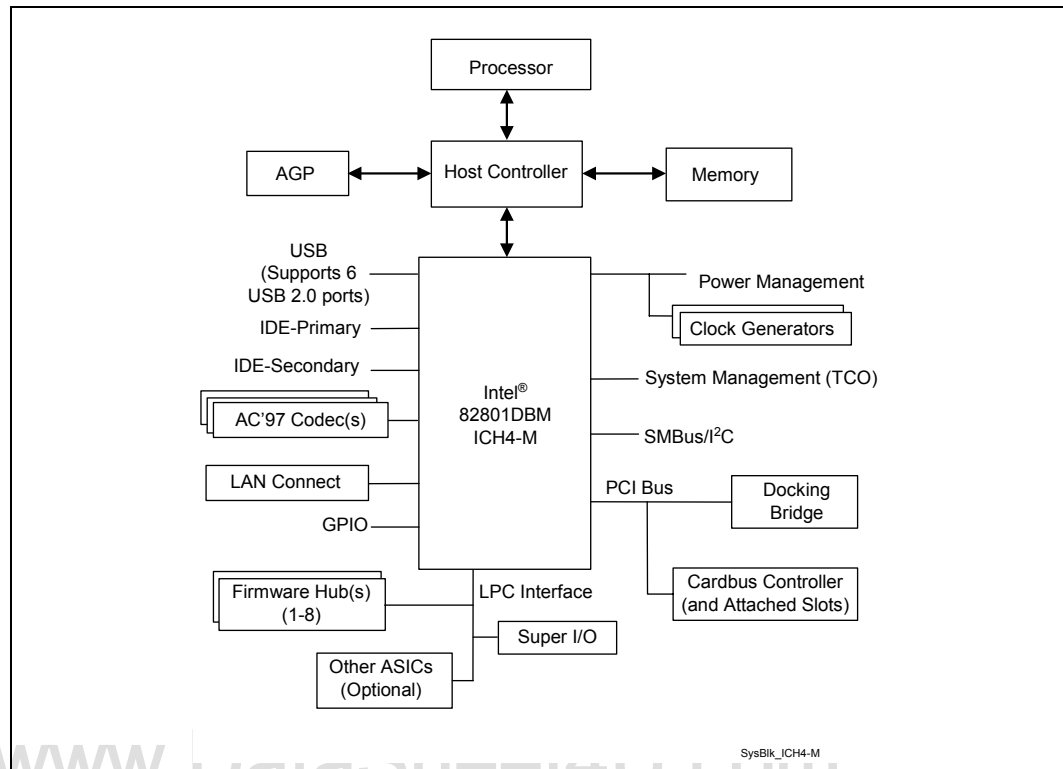 Processor
AGP
Host Controller
Memory
USB
(Supports 6
USB 2.0 ports)
IDE-Primary
IDE-Secondary
AC'97 Codec(s)
LAN Connect
GPIO
Intel®
82801DBM
ICH4-M
Power Management
Clock Generators
System Management (TCO)
SMBus/I²C
PCI Bus
Docking
Bridge
Cardbus Controller
(and Attached Slots)
Firmware Hub(s)
(1-8)
LPC Interface
Super I/O
Other ASICs
(Optional)
SysBlk_ICH4-M